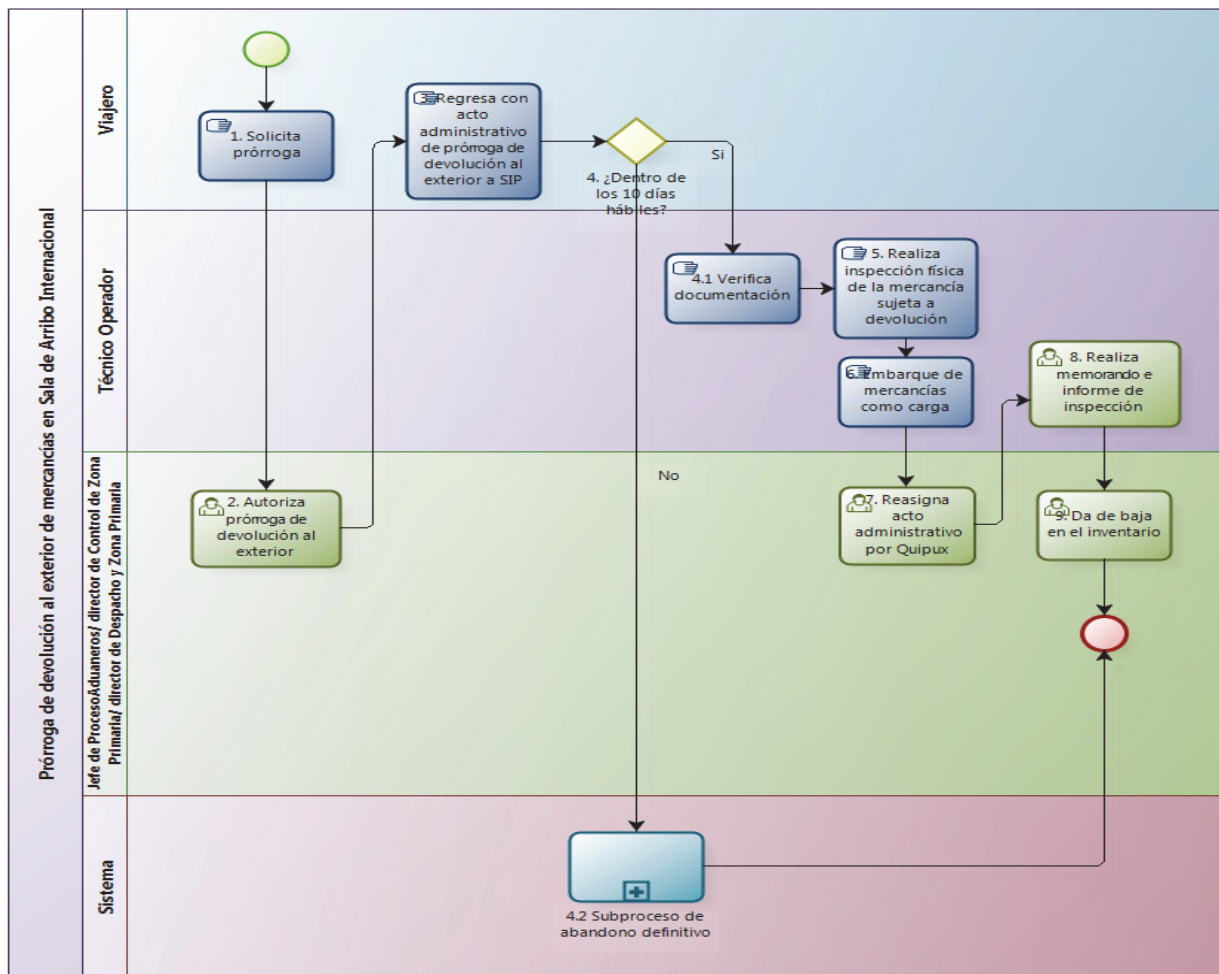 Prórroga de devolución al exterior de mercancías en Sala de Arribo Internacional
Viajero
1. Solicita
prórroga
3. Regresa con
acto
administrativo
de prórroga de
devolución al
exterior a SIP
4. ¿Dentro de
los 10 días
hábiles?
Si
Técnico Operador
4.1 Verifica
documentación
5. Realiza
inspección física
de la mercancía
sujeta a
devolución
6. Embarque de
mercancías
como carga
8. Realiza
memorando e
informe de
inspección
Jefe de ProcesoAduaneros/ director de Control de Zona
Primaria/ director de Despacho y Zona Primaria
No
2. Autoriza
prórroga de
devolución al
exterior
7. Reasigna
acto
administrativo
por Quipux
9. Da de baja
en el inventario
Sistema
4.2 Subproceso de
abandono definitivo